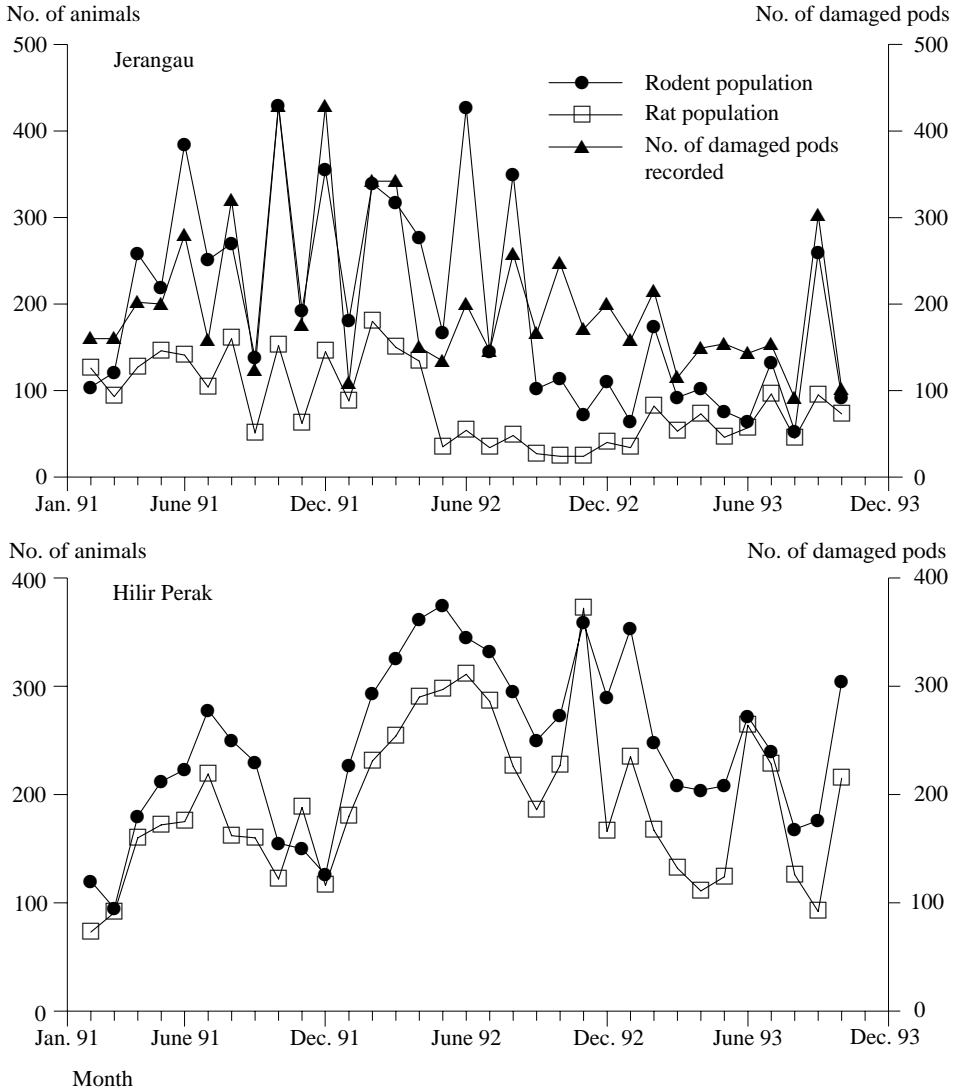 No. of animals
No. of damaged pods
500
500
Jerangau
Rodent population
Rat population
No. of damaged pods
recorded
400
400
300
300
200
200
100
100
0
0
Jan. 91
June 91
Dec. 91
June 92
Dec. 92
June 93
Dec. 93
No. of animals
No. of damaged pods
400
400
Hilir Perak
300
300
200
200
100
100
0
0
Jan. 91
June 91
Dec. 91
June 92
Dec. 92
June 93
Dec. 93
Month